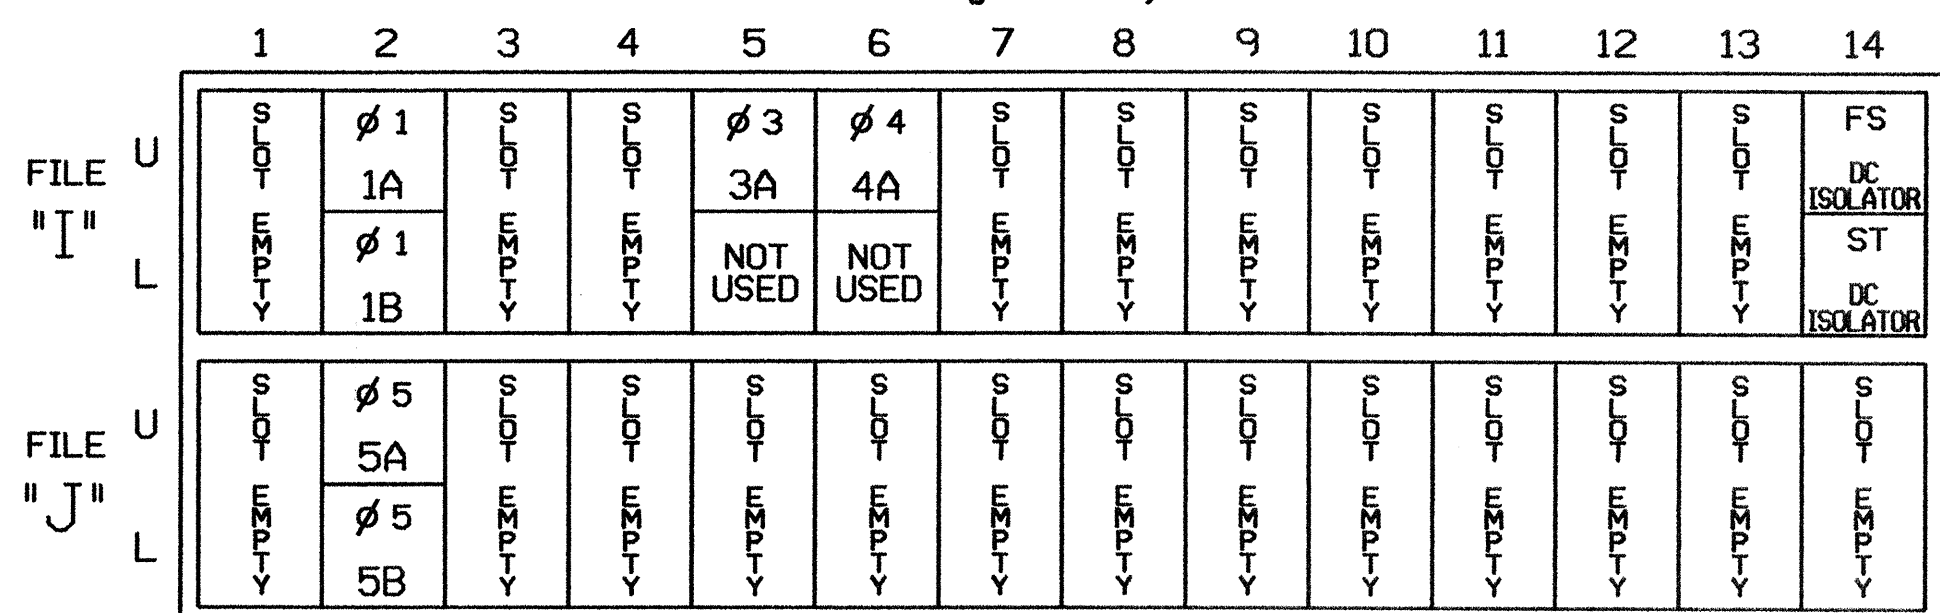 1 2 3 4 5 6 7 8 9 10 11 12 13 14
FILE "I"
U
L
SLOT EMPTY
ø 1 1A
ø 1 1B
SLOT EMPTY
SLOT EMPTY
ø 3 3A
NOT USED
ø 4 4A
NOT USED
SLOT EMPTY
SLOT EMPTY
SLOT EMPTY
SLOT EMPTY
SLOT EMPTY
SLOT EMPTY
SLOT EMPTY
FS DC ISOLATOR
ST DC ISOLATOR
FILE "J"
U
L
SLOT EMPTY
ø 5 5A
ø 5 5B
SLOT EMPTY
SLOT EMPTY
SLOT EMPTY
SLOT EMPTY
SLOT EMPTY
SLOT EMPTY
SLOT EMPTY
SLOT EMPTY
SLOT EMPTY
SLOT EMPTY
SLOT EMPTY
SLOT EMPTY